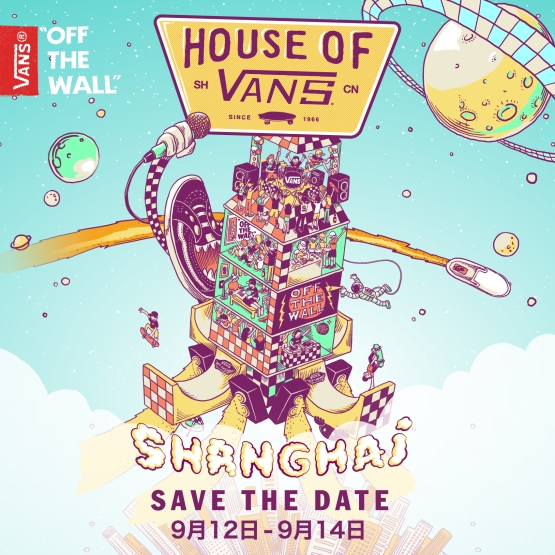 VANS®
"OFF
THE
WALL"
HOUSE OF
SH VANS. CN
SINCE 1966
VANS
OFF
THE
WALL
OFF
THE
WALL
SHANGHAI
SAVE THE DATE
9月12日-9月14日